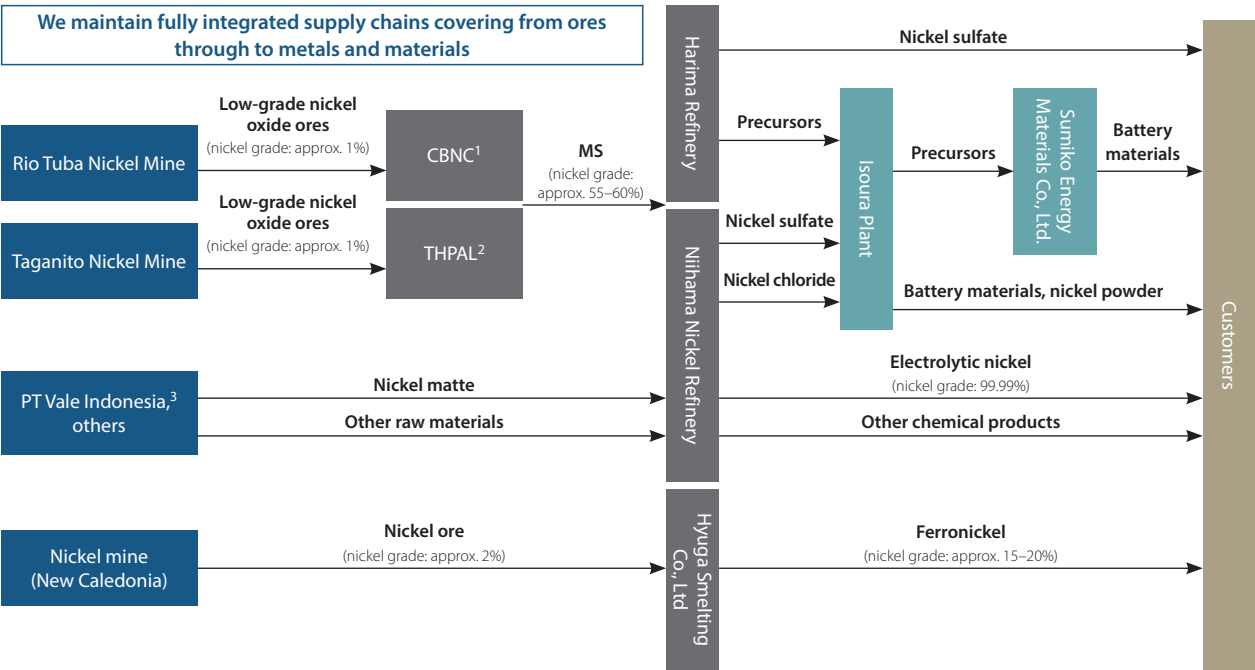 We maintain fully integrated supply chains covering from ores
through to metals and materials
Rio Tuba Nickel Mine
Low-grade nickel
oxide ores
(nickel grade: approx. 1%)
CBNC1
Taganito Nickel Mine
Low-grade nickel
oxide ores
(nickel grade: approx. 1%)
THPAL2
MS
(nickel grade:
approx. 55–60%)
Harima Refinery
Nickel sulfate
Precursors
Isoura Plant
Precursors
Sumiko Energy
Materials Co., Ltd.
Battery
materials
Niihama Nickel Refinery
Nickel sulfate
Nickel chloride
Battery materials, nickel powder
PT Vale Indonesia,3
others
Nickel matte
Other raw materials
Electrolytic nickel
(nickel grade: 99.99%)
Other chemical products
Nickel mine
(New Caledonia)
Nickel ore
(nickel grade: approx. 2%)
Hyuga Smelting
Co., Ltd
Ferronickel
(nickel grade: approx. 15–20%)
Customers